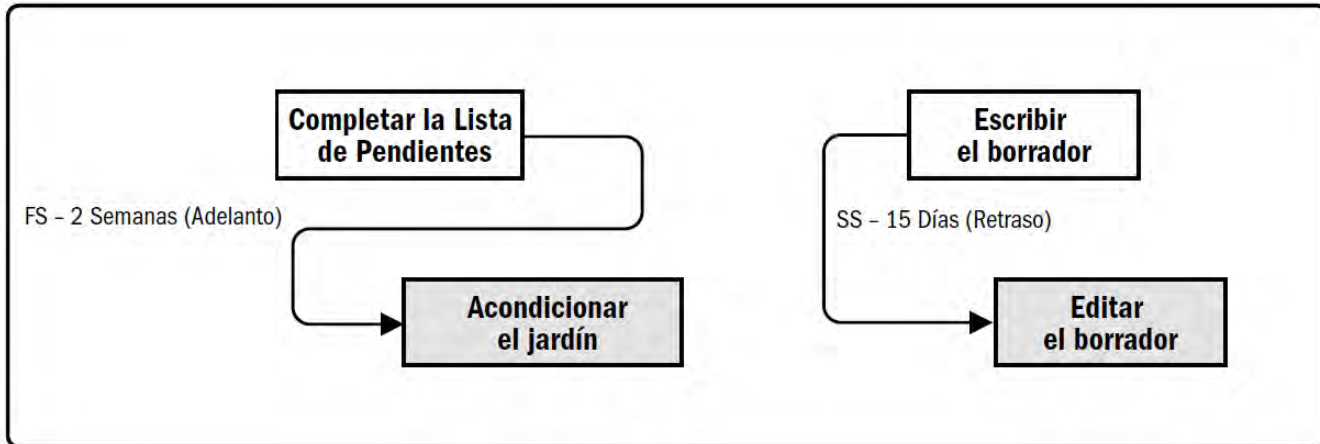 Completar la Lista
de Pendientes
FS – 2 Semanas (Adelanto)
Acondicionar
el jardín
Escribir
el borrador
SS – 15 Días (Retraso)
Editar
el borrador